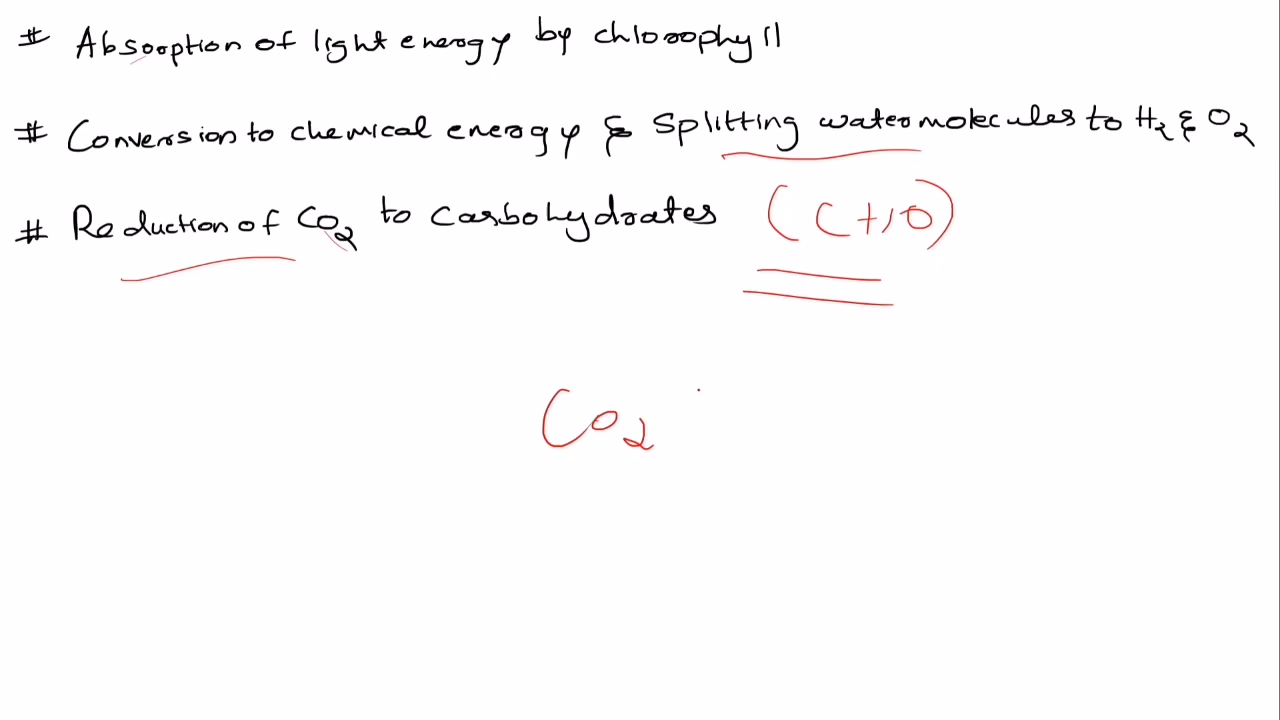 # Absorption of light energy by chlorophyll
# Conversion to chemical energy & Splitting water molecules to H2 & O2
# Reduction of CO2 to carbohydrates (CHO)
CO2